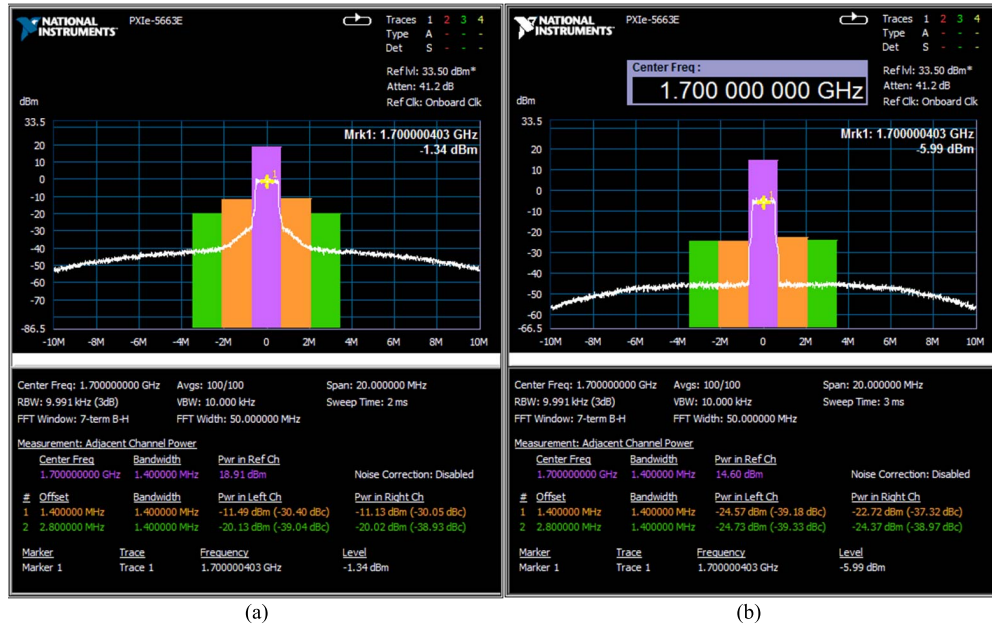 NATIONAL INSTRUMENTS™
PXIe-5663E
Traces 1 2 3 4
Type A - - -
Det S - - -
Ref lvl: 33.50 dBm*
Atten: 41.2 dB
Ref Clk: Onboard Clk
dBm
Mrk1: 1.700000403 GHz
-1.34 dBm
1
33.5
20
10
0
-10
-20
-30
-40
-50
-60
-70
-86.5
-10M -8M -6M -4M -2M 0 2M 4M 6M 8M 10M
Center Freq: 1.700000000 GHz Avgs: 100/100 Span: 20.000000 MHz
RBW: 9.991 kHz (3dB) VBW: 10.000 kHz Sweep Time: 2 ms
FFT Window: 7-term B-H FFT Width: 50.000000 MHz
Measurement: Adjacent Channel Power
Center Freq Bandwidth Pwr in Ref Ch
1.700000000 GHz 1.400000 MHz 18.91 dBm Noise Correction: Disabled
# Offset Bandwidth Pwr in Left Ch Pwr in Right Ch
1 1.400000 MHz 1.400000 MHz -11.49 dBm (-30.40 dBc) -11.13 dBm (-30.05 dBc)
2 2.800000 MHz 1.400000 MHz -20.13 dBm (-39.04 dBc) -20.02 dBm (-38.93 dBc)
Marker Trace Frequency Level
Marker 1 Trace 1 1.700000403 GHz -1.34 dBm
(a)
NATIONAL INSTRUMENTS™
PXIe-5663E
Traces 1 2 3 4
Type A - - -
Det S - - -
Center Freq :
1.700 000 000 GHz
Ref lvl: 33.50 dBm*
Atten: 41.2 dB
Ref Clk: Onboard Clk
dBm
Mrk1: 1.700000403 GHz
-5.99 dBm
1
33.5
20
10
0
-10
-20
-30
-40
-50
-60
-66.5
-10M -8M -6M -4M -2M 0 2M 4M 6M 8M 10M
Center Freq: 1.700000000 GHz Avgs: 100/100 Span: 20.000000 MHz
RBW: 9.991 kHz (3dB) VBW: 10.000 kHz Sweep Time: 3 ms
FFT Window: 7-term B-H FFT Width: 50.000000 MHz
Measurement: Adjacent Channel Power
Center Freq Bandwidth Pwr in Ref Ch
1.700000000 GHz 1.400000 MHz 14.60 dBm Noise Correction: Disabled
# Offset Bandwidth Pwr in Left Ch Pwr in Right Ch
1 1.400000 MHz 1.400000 MHz -24.57 dBm (-39.18 dBc) -22.72 dBm (-37.32 dBc)
2 2.800000 MHz 1.400000 MHz -24.73 dBm (-39.33 dBc) -24.37 dBm (-38.97 dBc)
Marker Trace Frequency Level
Marker 1 Trace 1 1.700000403 GHz -5.99 dBm
(b)